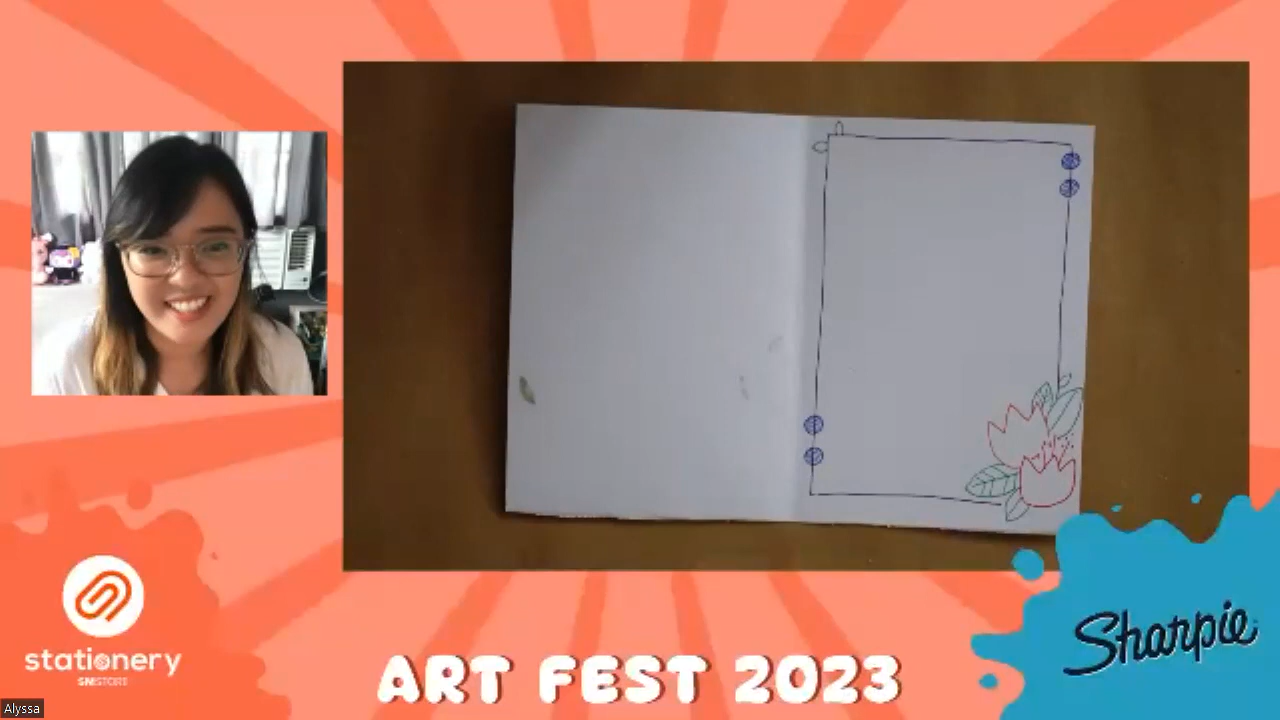 stationery
SM STORE
ART FEST 2023
Sharpie
Alyssa